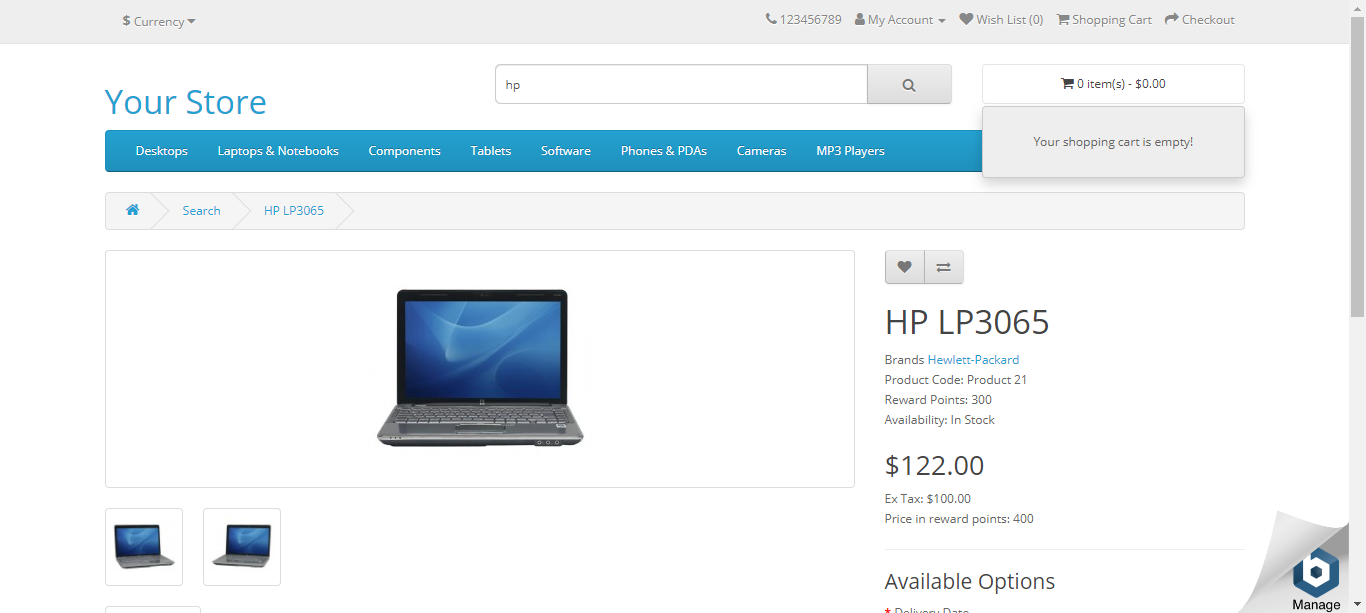 $ Currency
123456789 My Account Wish List (0) Shopping Cart Checkout
Your Store
hp
0 item(s) - $0.00
Your shopping cart is empty!
Desktops Laptops & Notebooks Components Tablets Software Phones & PDAs Cameras MP3 Players
Search HP LP3065
HP LP3065
Brands Hewlett-Packard
Product Code: Product 21
Reward Points: 300
Availability: In Stock
$122.00
Ex Tax: $100.00
Price in reward points: 400
Available Options
* Delivery Date
Manage